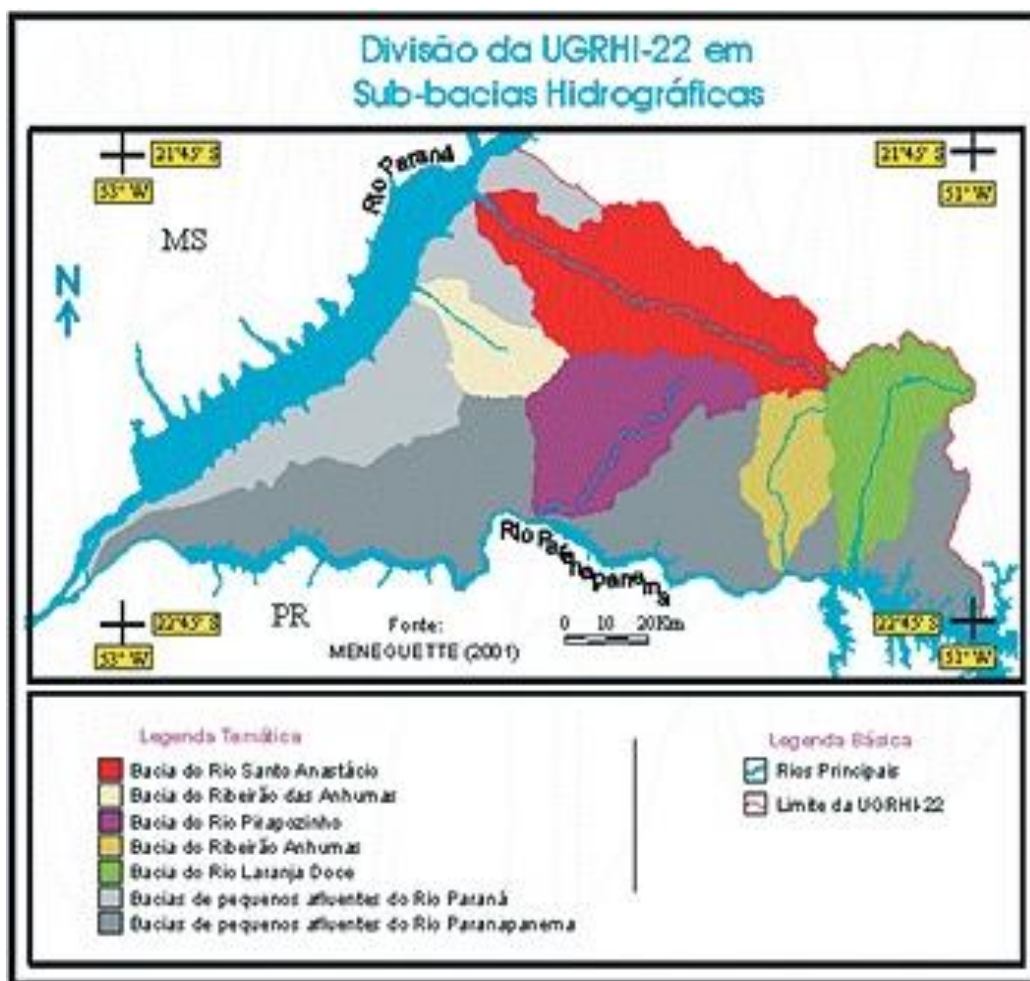 Divisão da UGRHI-22 em
Sub-bacias Hidrográficas
21°45' S
53° W
Rio Paraná
21°45' S
51° W
MS
N
Rio Paranapanema
PR
22°45' S
53° W
Fonte:
MENEGUETTE (2001)
0 10 20Km
22°45' S
51° W
Legenda Temática
Bacia do Rio Santo Anastácio
Bacia do Ribeirão das Anhumas
Bacia do Rio Pirapozinho
Bacia do Ribeirão Anhumas
Bacia do Rio Laranja Doce
Bacias de pequenos afluentes do Rio Paraná
Bacias de pequenos afluentes do Rio Paranapanema
Legenda Básica
Rios Principais
Limite da UGRHI-22